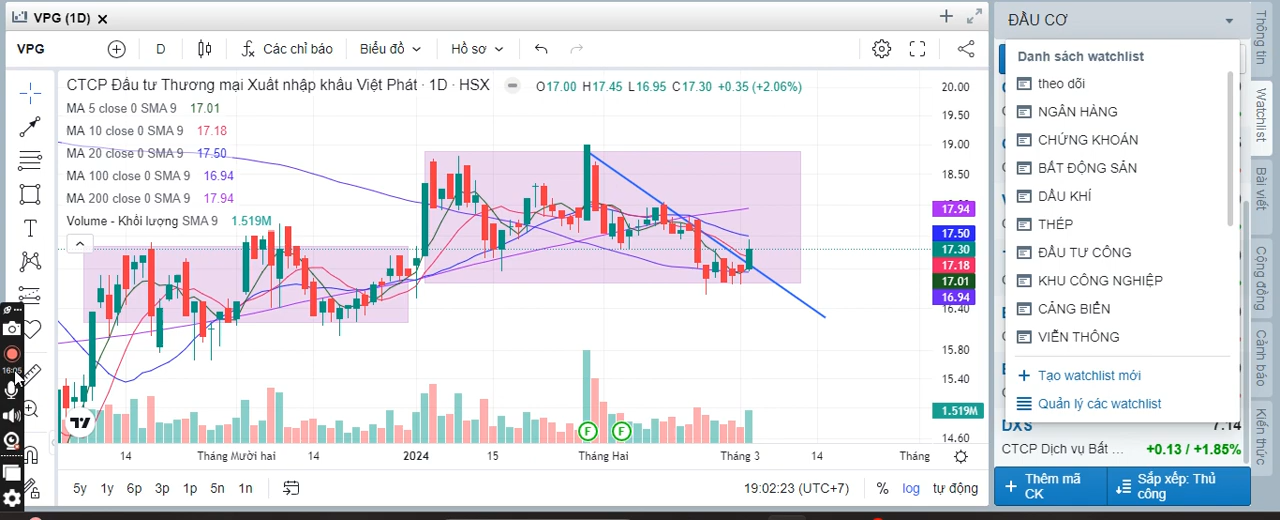 VPG (1D)
VPG
D
Các chỉ báo
Biểu đồ
Hồ sơ
CTCP Đầu tư Thương mại Xuất nhập khẩu Việt Phát · 1D · HSX
O17.00 H17.45 L16.95 C17.30 +0.35 (+2.06%)
MA 5 close 0 SMA 9 17.01
MA 10 close 0 SMA 9 17.18
MA 20 close 0 SMA 9 17.50
MA 100 close 0 SMA 9 16.94
MA 200 close 0 SMA 9 17.94
Volume - Khối lượng SMA 9 1.519M
20.00
19.50
19.00
18.50
17.94
17.50
17.30
17.18
17.01
16.94
16.40
15.80
15.40
1.519M
14.60
F
F
14
Tháng Mười hai
14
2024
15
Tháng Hai
Tháng 3
14
Tháng
5y
1y
6p
3p
1p
5n
1n
19:02:23 (UTC+7)
%
log
tự động
16:05
ĐẦU CƠ
Danh sách watchlist
theo dõi
NGÂN HÀNG
CHỨNG KHOÁN
BẤT ĐỘNG SẢN
DẦU KHÍ
THÉP
ĐẦU TƯ CÔNG
KHU CÔNG NGHIỆP
CẢNG BIỂN
VIỄN THÔNG
Tạo watchlist mới
Quản lý các watchlist
DXS 7.14
CTCP Dịch vụ Bất ... +0.13 / +1.85%
Thêm mã CK
Sắp xếp: Thủ công
Thông tin
Watchlist
Bài viết
Cộng đồng
Cảnh báo
Kiến thức